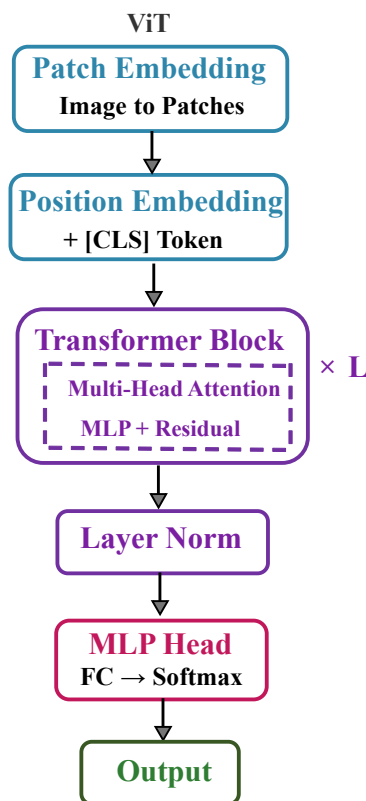 ViT
Patch Embedding
Image to Patches
Position Embedding
+ [CLS] Token
Transformer Block
Multi-Head Attention
MLP + Residual
× L
Layer Norm
MLP Head
FC → Softmax
Output